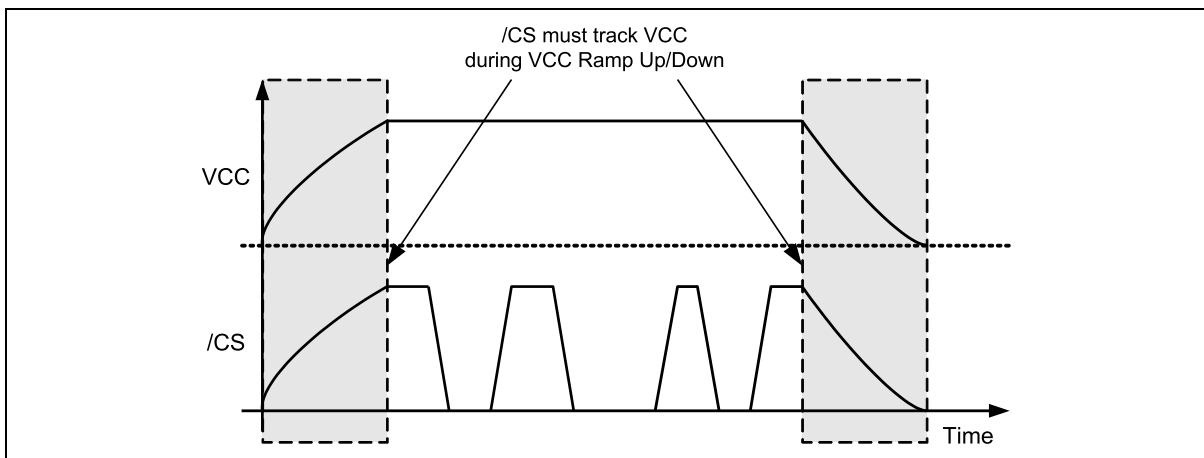 /CS must track VCC
during VCC Ramp Up/Down
VCC
/CS
Time